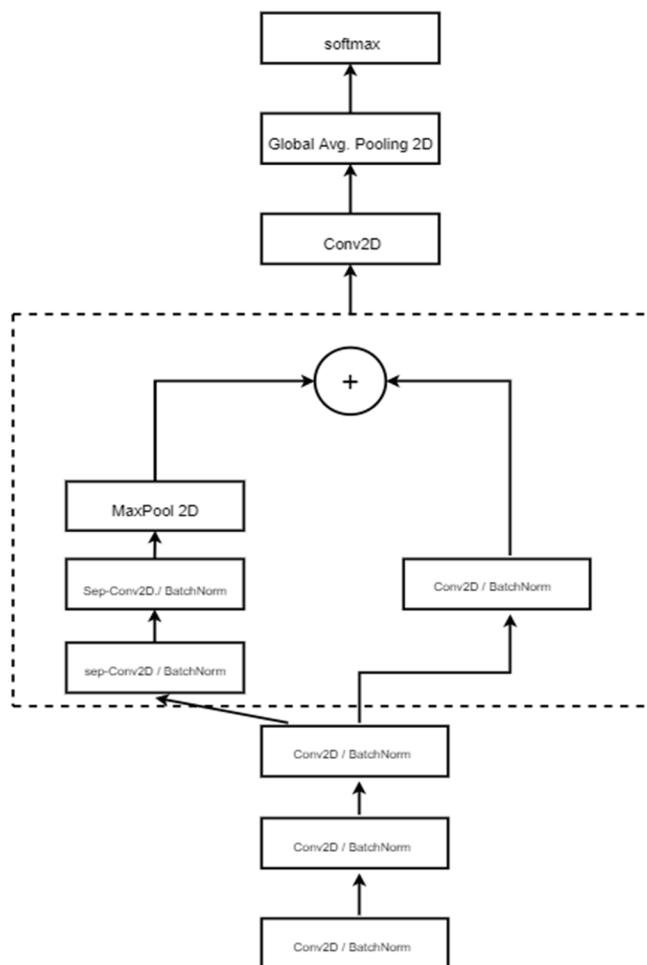 softmax
Global Avg. Pooling 2D
Conv2D
+
MaxPool 2D
Sep-Conv2D./ BatchNorm
Conv2D / BatchNorm
sep-Conv2D / BatchNorm
Conv2D / BatchNorm
Conv2D / BatchNorm
Conv2D / BatchNorm